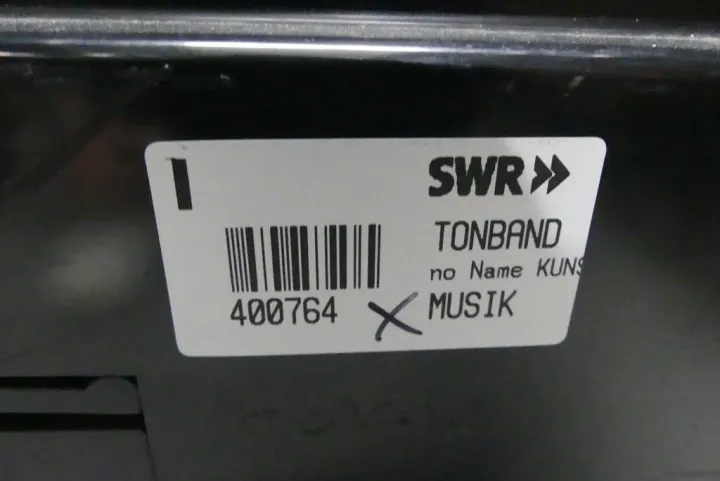 SWR
TONBAND
no Name KUNS
400764
MUSIK